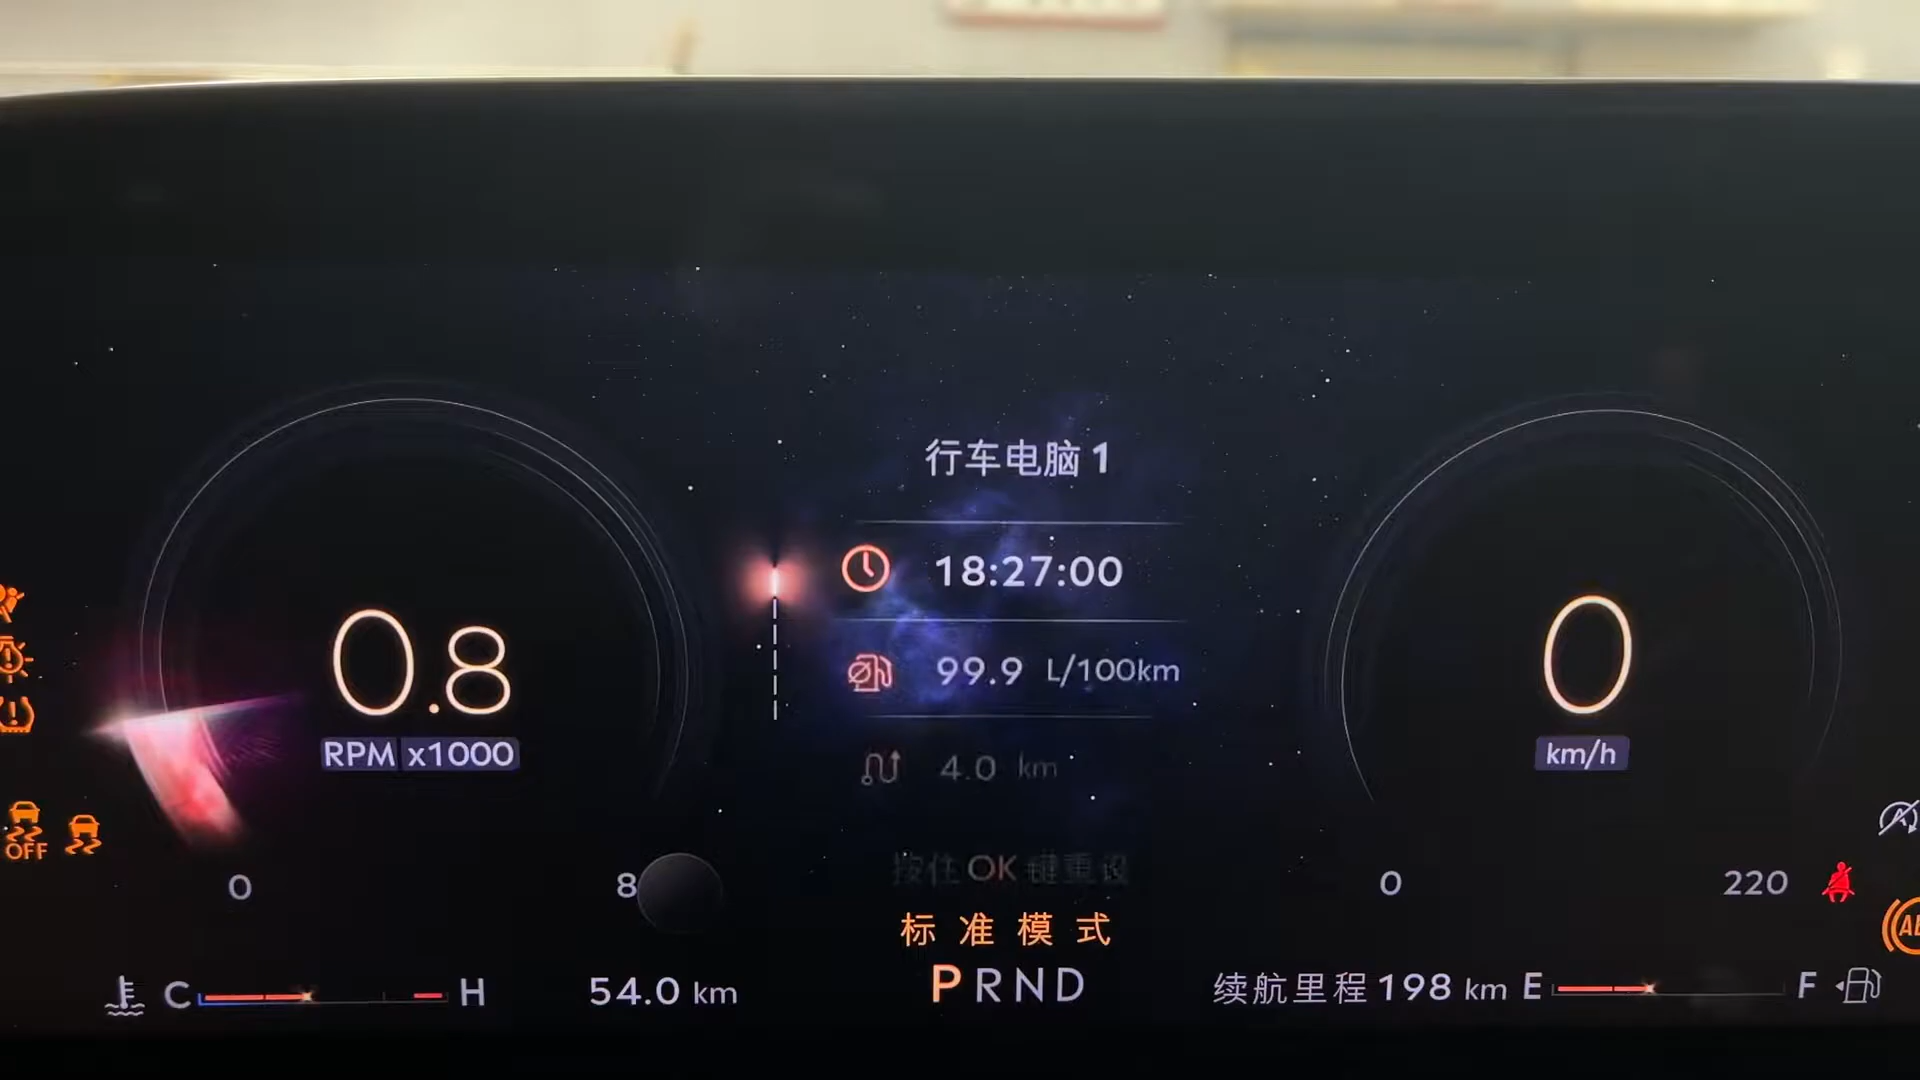 行车电脑 1
18:27:00
99.9 L/100km
4.0 km
按住 OK 键重设
0.8
RPM x1000
0
km/h
OFF
0
8
0
220
标准模式
PRND
C
H
54.0 km
续航里程 198 km
E
F